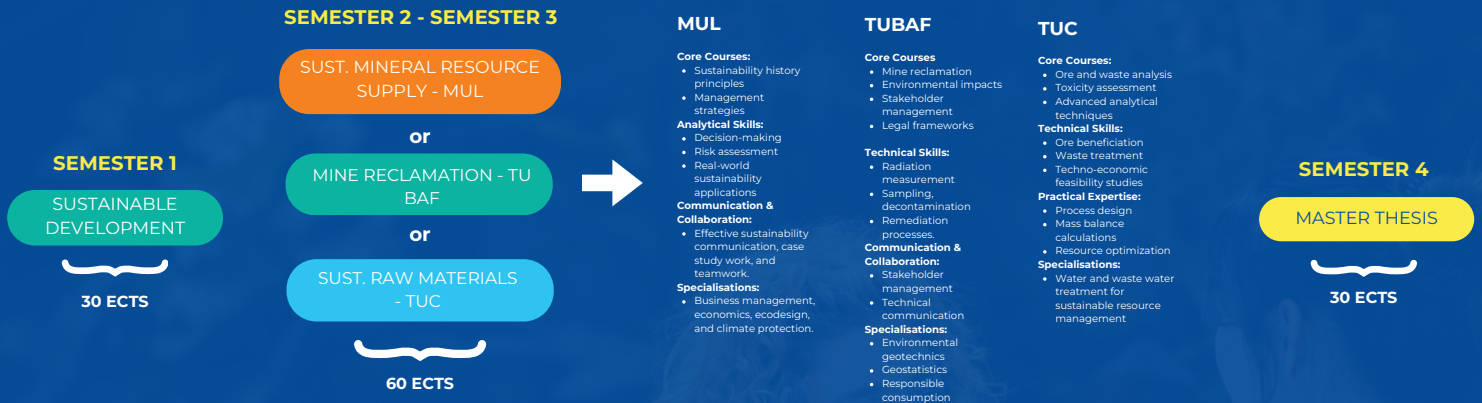 SEMESTER 1
SUSTAINABLE
DEVELOPMENT
30 ECTS
SEMESTER 2 - SEMESTER 3
SUST. MINERAL RESOURCE
SUPPLY - MUL
or
MINE RECLAMATION - TU
BAF
or
SUST. RAW MATERIALS
- TUC
60 ECTS
MUL
Core Courses:
• Sustainability history
principles
• Management
strategies
Analytical Skills:
• Decision-making
• Risk assessment
• Real-world
sustainability
applications
Communication &
Collaboration:
• Effective sustainability
communication, case
study work, and
teamwork.
Specialisations:
• Business management,
economics, ecodesign,
and climate protection.
TUBAF
Core Courses
• Mine reclamation
• Environmental impacts
• Stakeholder
management
• Legal frameworks
Technical Skills:
• Radiation
measurement
• Sampling,
decontamination
• Remediation
processes.
Communication &
Collaboration:
• Stakeholder
management
• Technical
communication
Specialisations:
• Environmental
geotechnics
• Geostatistics
• Responsible
consumption
TUC
Core Courses:
• Ore and waste analysis
• Toxicity assessment
• Advanced analytical
techniques
Technical Skills:
• Ore beneficiation
• Waste treatment
• Techno-economic
feasibility studies
Practical Expertise:
• Process design
• Mass balance
calculations
• Resource optimization
Specialisations:
• Water and waste water
treatment for
sustainable resource
management
SEMESTER 4
MASTER THESIS
30 ECTS